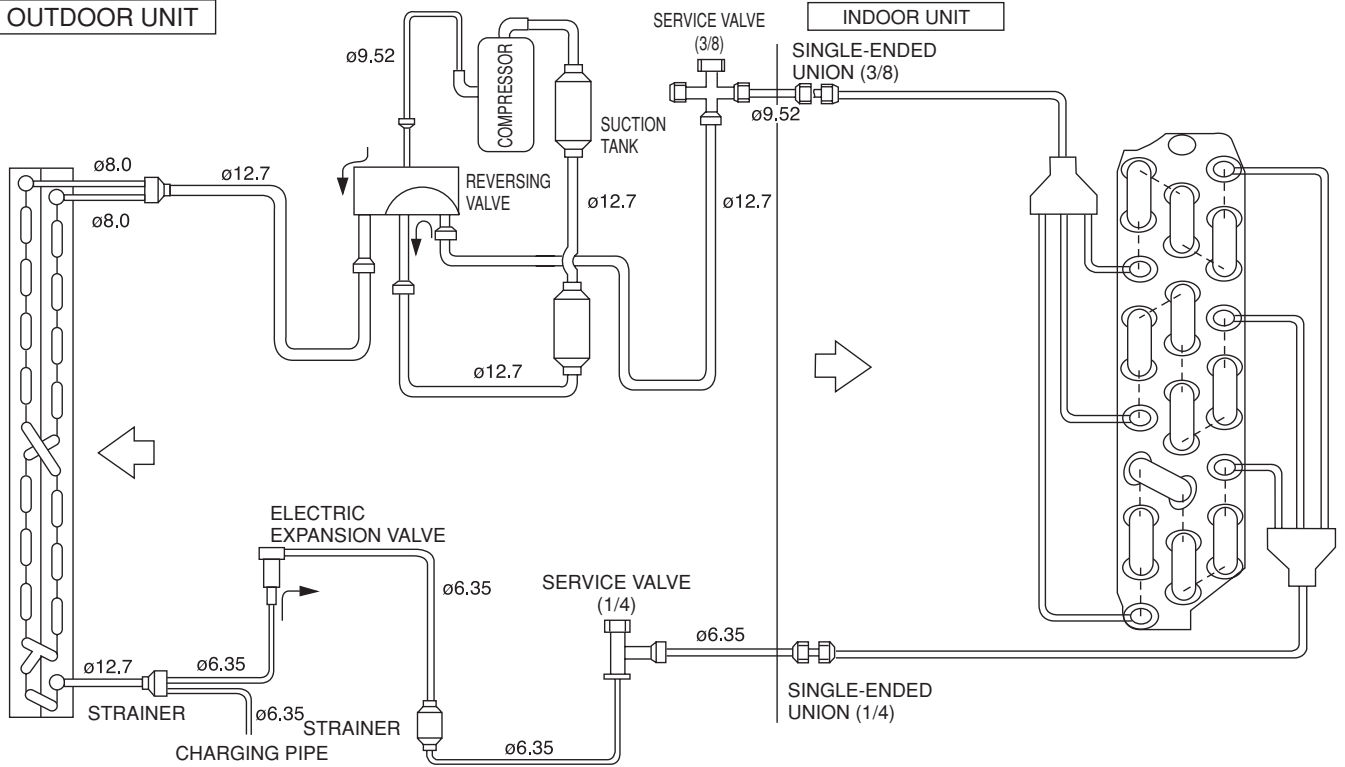 OUTDOOR UNIT
INDOOR UNIT
SERVICE VALVE
(3/8)
SINGLE-ENDED
UNION (3/8)
ø9.52
COMPRESSOR
SUCTION
TANK
ø9.52
ø8.0
ø12.7
REVERSING
VALVE
ø12.7
ø12.7
ø8.0
ø12.7
ELECTRIC
EXPANSION VALVE
ø6.35
SERVICE VALVE
(1/4)
ø6.35
ø12.7
ø6.35
STRAINER
ø6.35
STRAINER
CHARGING PIPE
ø6.35
SINGLE-ENDED
UNION (1/4)